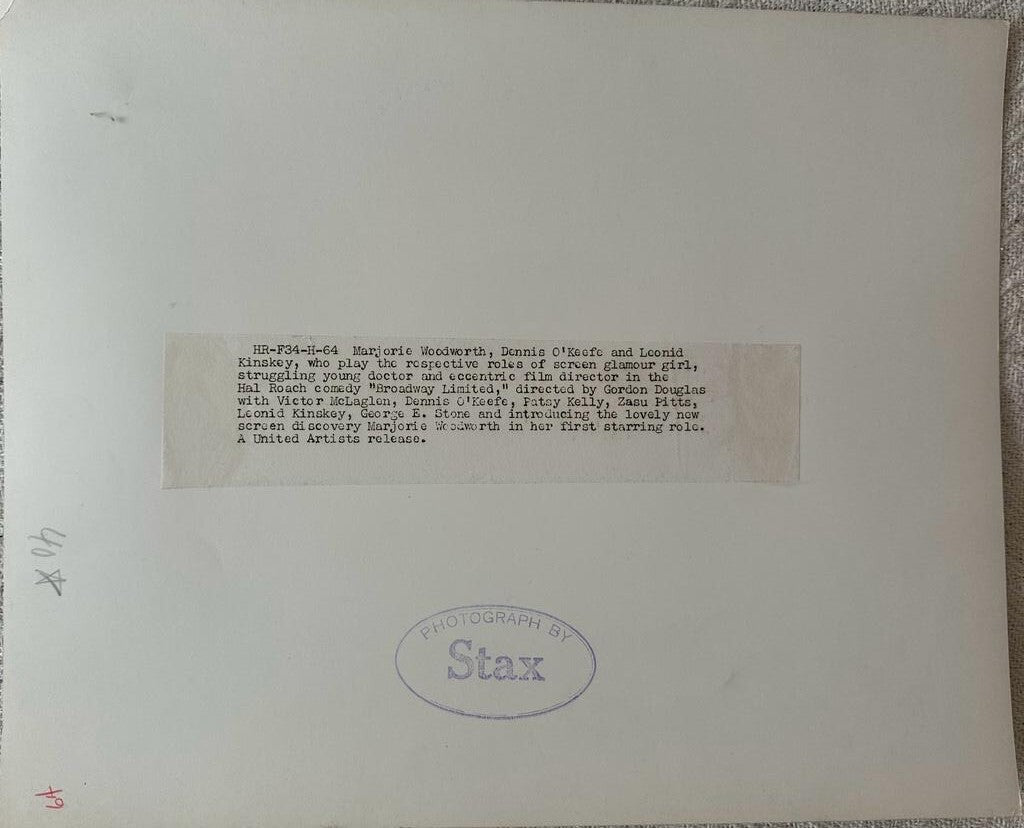 HR-F34-H-64 Marjorie Woodworth, Dennis O'Keefe and Leonid
Kinskey, who play the respective roles of screen glamour girl,
struggling young doctor and eccentric film director in the
Hal Roach comedy "Broadway Limited," directed by Gordon Douglas
with Victor McLaglen, Dennis O'Keefe, Patsy Kelly, Zasu Pitts,
Leonid Kinskey, George E. Stone and introducing the lovely new
screen discovery Marjorie Woodworth in her first starring role.
A United Artists release.
PHOTOGRAPH BY
Stax